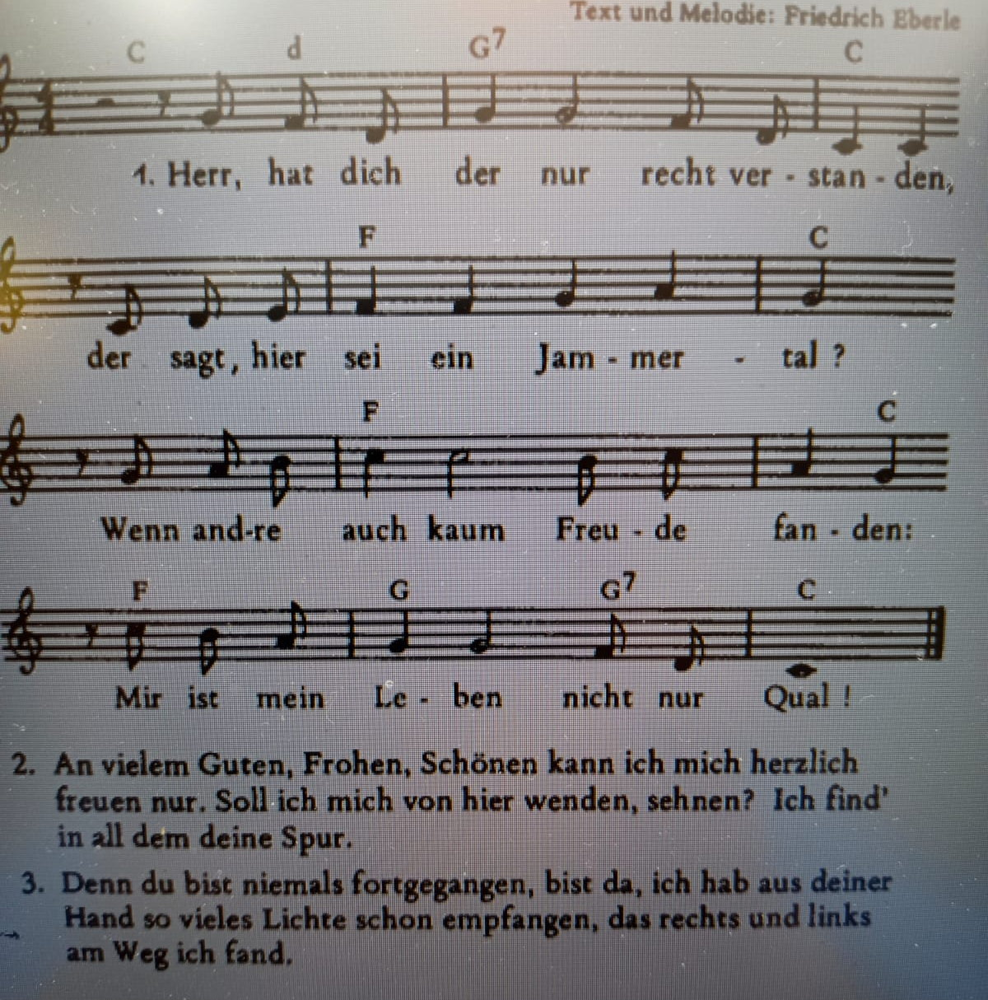 Text und Melodie: Friedrich Eberle
C d G7 C
1. Herr, hat dich der nur recht ver - stan - den,
F C
der sagt, hier sei ein Jam - mer - tal ?
F C
Wenn and-re auch kaum Freu - de fan - den:
F G G7 C
Mir ist mein Le - ben nicht nur Qual !
2. An vielem Guten, Frohen, Schönen kann ich mich herzlich
freuen nur. Soll ich mich von hier wenden, sehnen? Ich find'
in all dem deine Spur.
3. Denn du bist niemals fortgegangen, bist da, ich hab aus deiner
Hand so vieles Lichte schon empfangen, das rechts und links
am Weg ich fand.